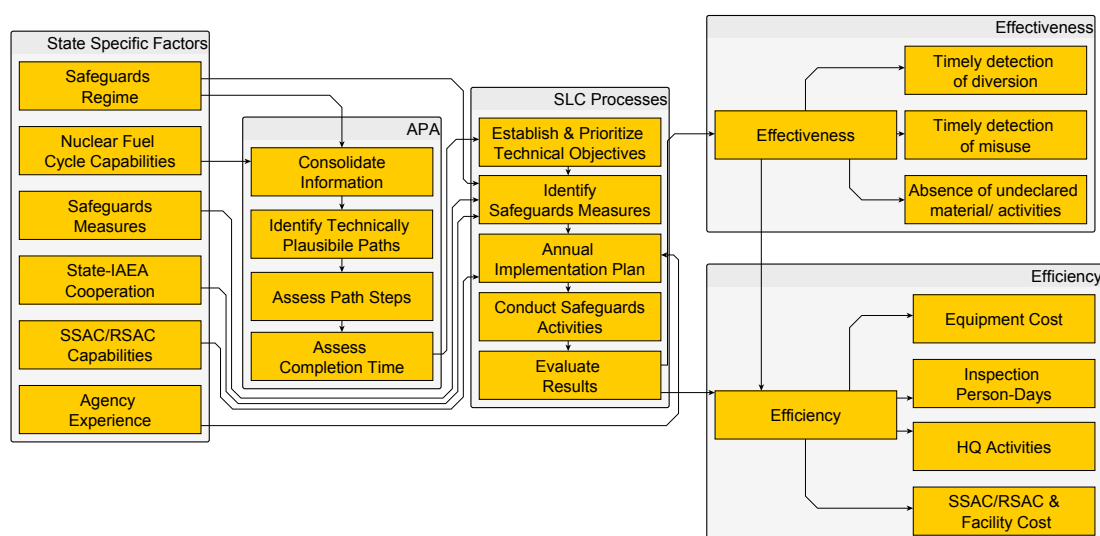 State Specific Factors
Safeguards
Regime
Nuclear Fuel
Cycle Capabilities
Safeguards
Measures
State-IAEA
Cooperation
SSAC/RSAC
Capabilities
Agency
Experience
APA
Consolidate
Information
Identify Technically
Plausibile Paths
Assess Path Steps
Assess
Completion Time
SLC Processes
Establish & Prioritize
Technical Objectives
Identify
Safeguards Measures
Annual
Implementation Plan
Conduct Safeguards
Activities
Evaluate
Results
Effectiveness
Effectiveness
Timely detection
of diversion
Timely detection
of misuse
Absence of undeclared
material/ activities
Efficiency
Efficiency
Equipment Cost
Inspection
Person-Days
HQ Activities
SSAC/RSAC &
Facility Cost